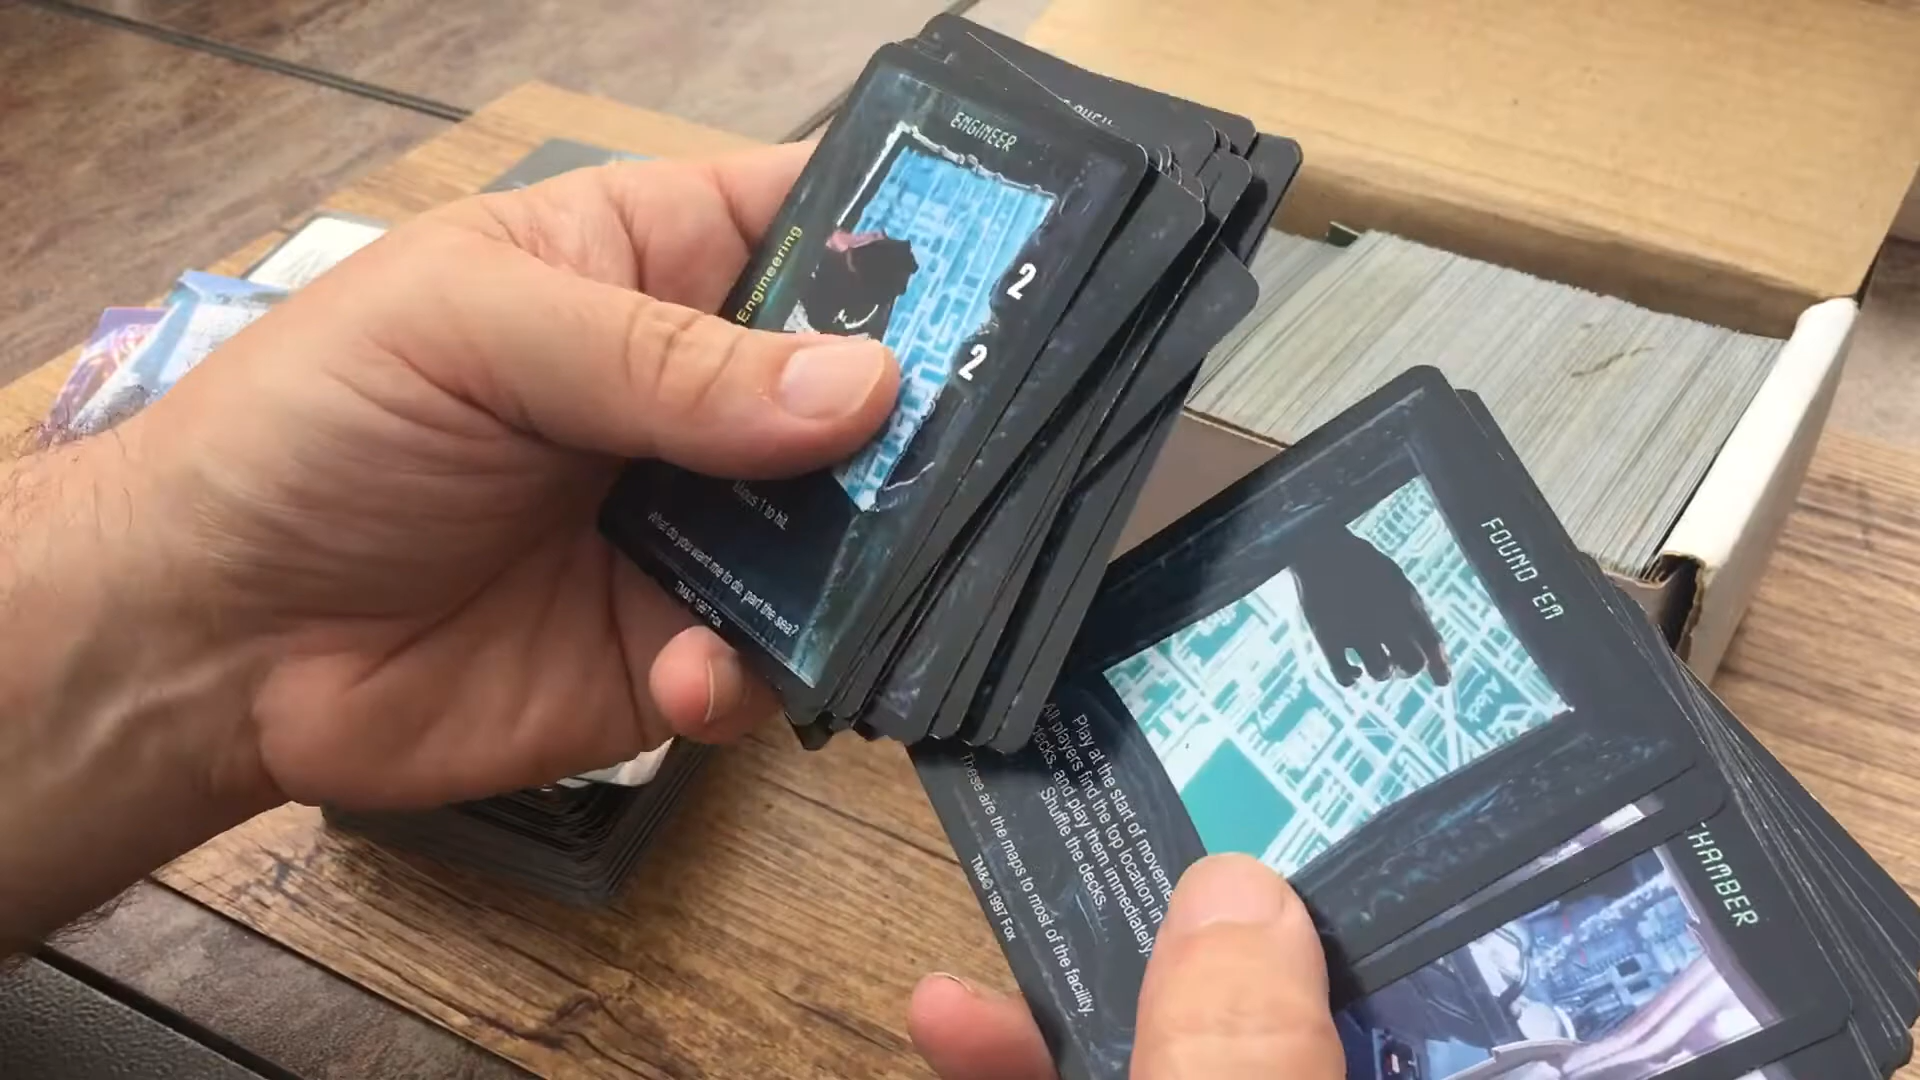 ENGINEER
Engineering
2
2
Minus 1 to hit.
What do you want me to do, part the sea?
TM&© 1997 Fox
FOUND 'EM
Play at the start of
All players find the top location in
decks, and play them immediately.
Shuffle the decks.
These are the maps to most of the facility.
TM&© 1997 Fox
HAMBER